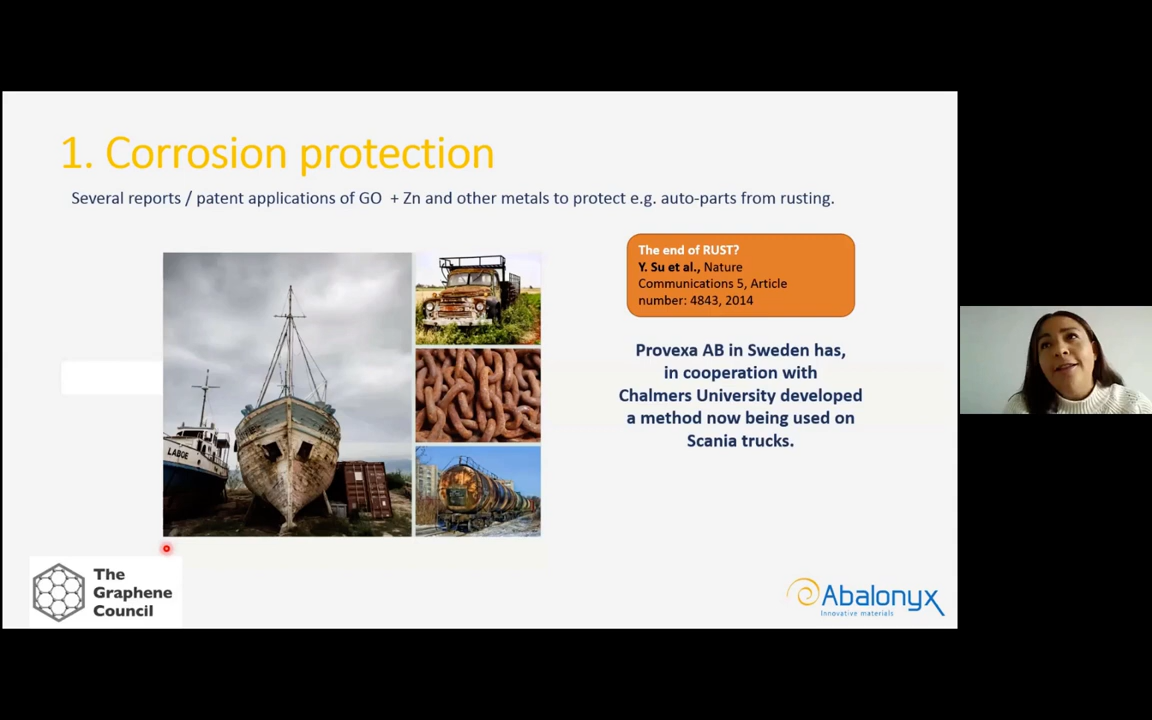 1. Corrosion protection
Several reports / patent applications of GO + Zn and other metals to protect e.g. auto-parts from rusting.
The end of RUST?
Y. Su et al., Nature
Communications 5, Article
number: 4843, 2014
Provexa AB in Sweden has,
in cooperation with
Chalmers University developed
a method now being used on
Scania trucks.
LABOE
The
Graphene
Council
Abalonyx
Innovative materials